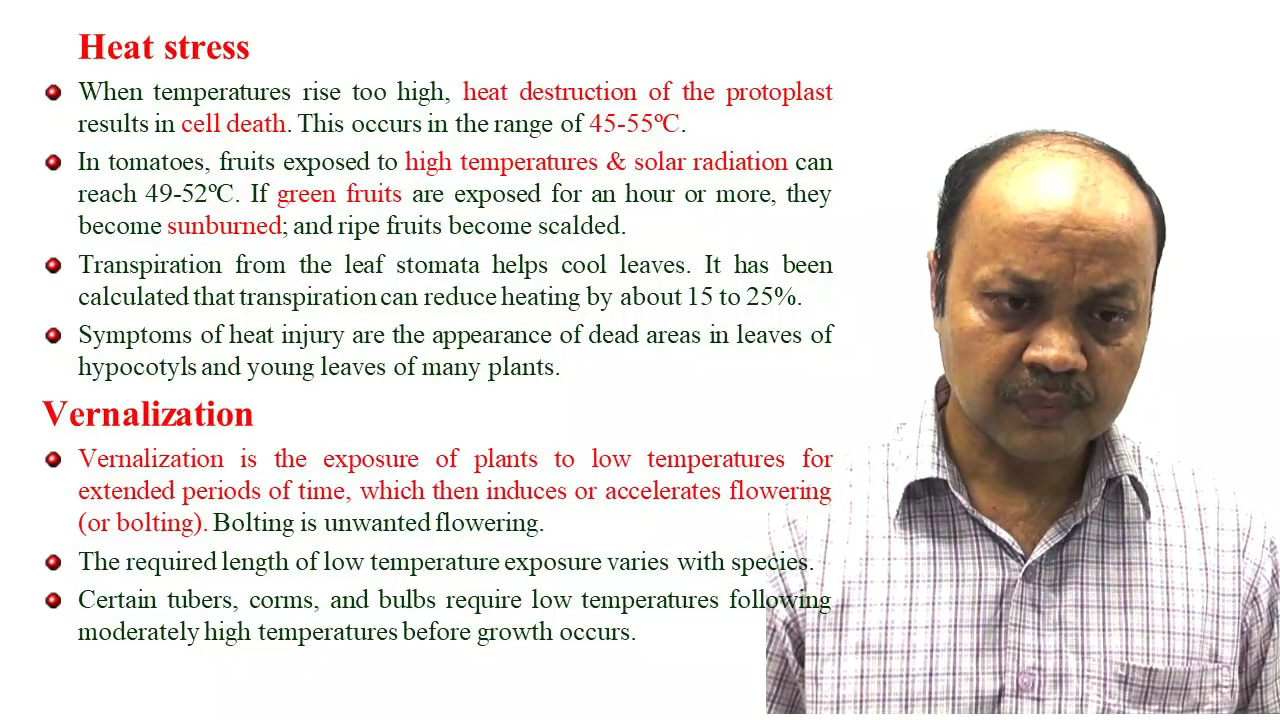 Heat stress
When temperatures rise too high, heat destruction of the protoplast
results in cell death. This occurs in the range of 45-55ºC.
In tomatoes, fruits exposed to high temperatures & solar radiation can
reach 49-52ºC. If green fruits are exposed for an hour or more, they
become sunburned; and ripe fruits become scalded.
Transpiration from the leaf stomata helps cool leaves. It has been
calculated that transpiration can reduce heating by about 15 to 25%.
Symptoms of heat injury are the appearance of dead areas in leaves of
hypocotyls and young leaves of many plants.
Vernalization
Vernalization is the exposure of plants to low temperatures for
extended periods of time, which then induces or accelerates flowering
(or bolting). Bolting is unwanted flowering.
The required length of low temperature exposure varies with species.
Certain tubers, corms, and bulbs require low temperatures following
moderately high temperatures before growth occurs.